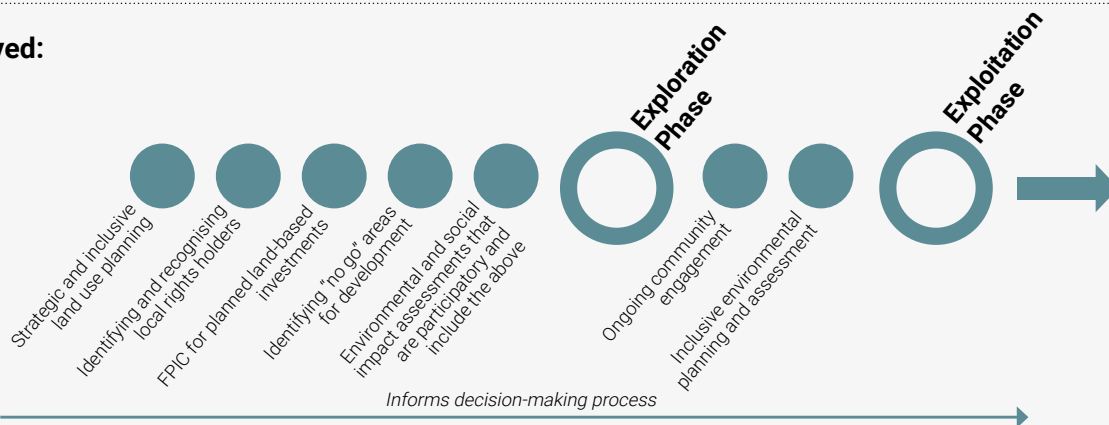 Exploration
Phase
Exploitation
Phase
Strategic and inclusive
land use planning
Identifying and recognising
local rights holders
FPIC for planned land-based
investments
Identifying “no go” areas
for development
Environmental and social
impact assessments that
are participatory and
include the above
Ongoing community
engagement
Inclusive environmental
planning and assessment
Informs decision-making process